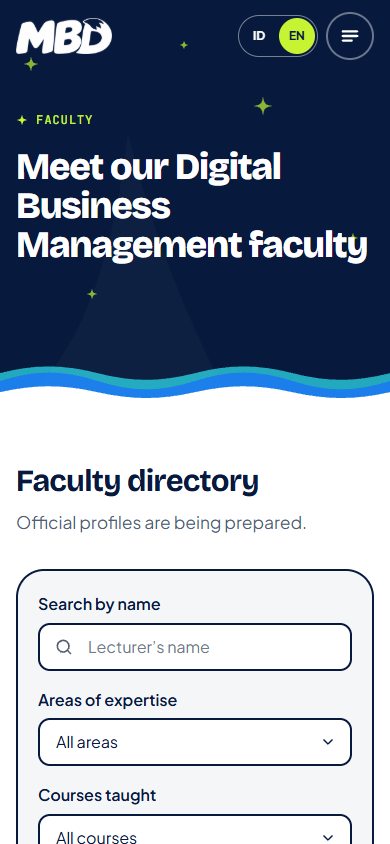 MBD
ID EN
FACULTY
Meet our Digital
Business
Management faculty
Faculty directory
Official profiles are being prepared.
Search by name
Lecturer's name
Areas of expertise
All areas
Courses taught
All courses